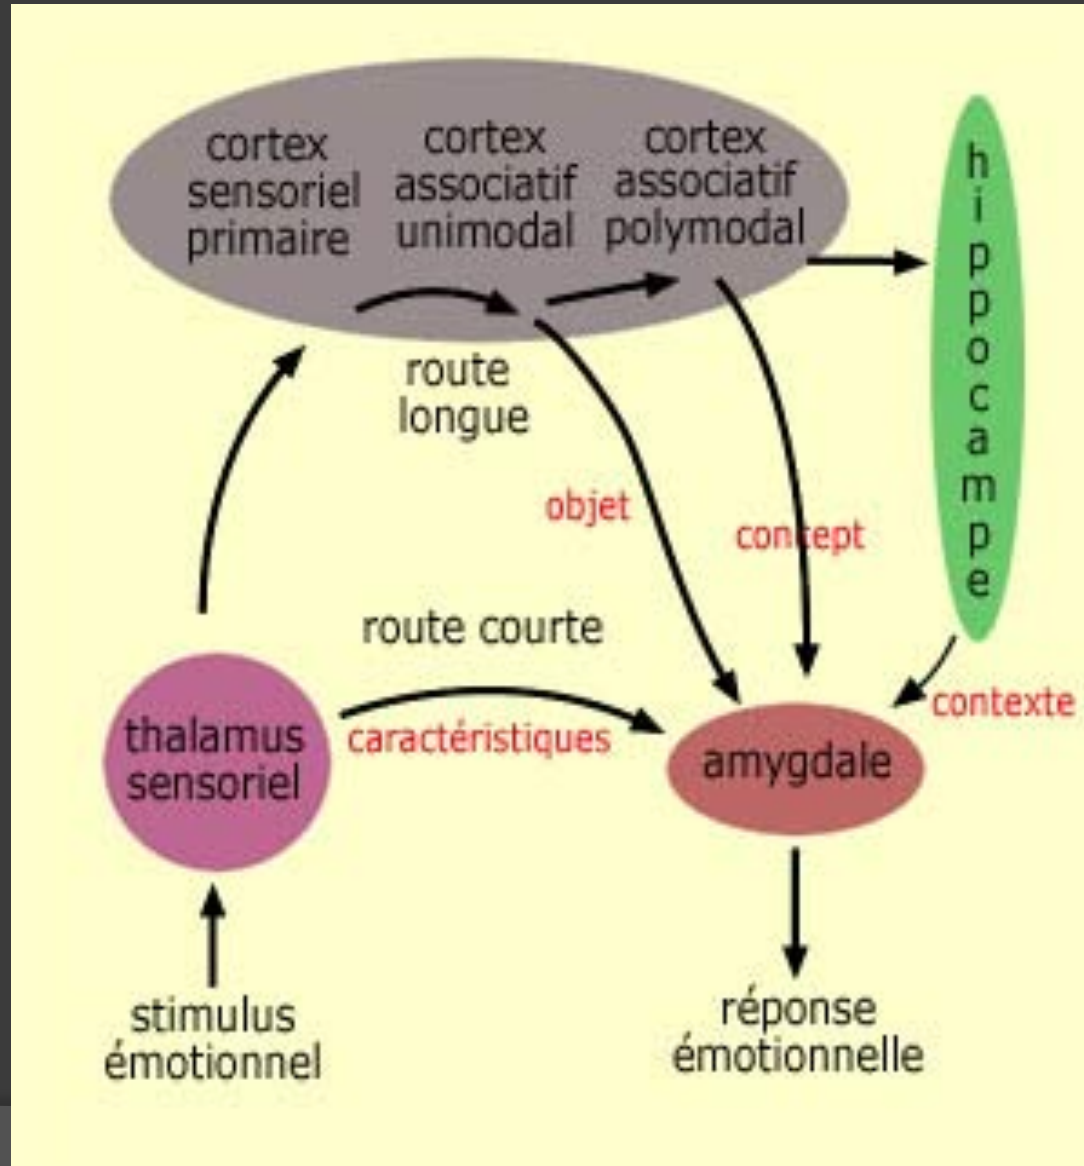 cortex
sensoriel
primaire
cortex
associatif
unimodal
cortex
associatif
polymodal
hippocampe
route
longue
objet
concept
route courte
caractéristiques
thalamus
sensoriel
amygdale
contexte
stimulus
émotionnel
réponse
émotionnelle